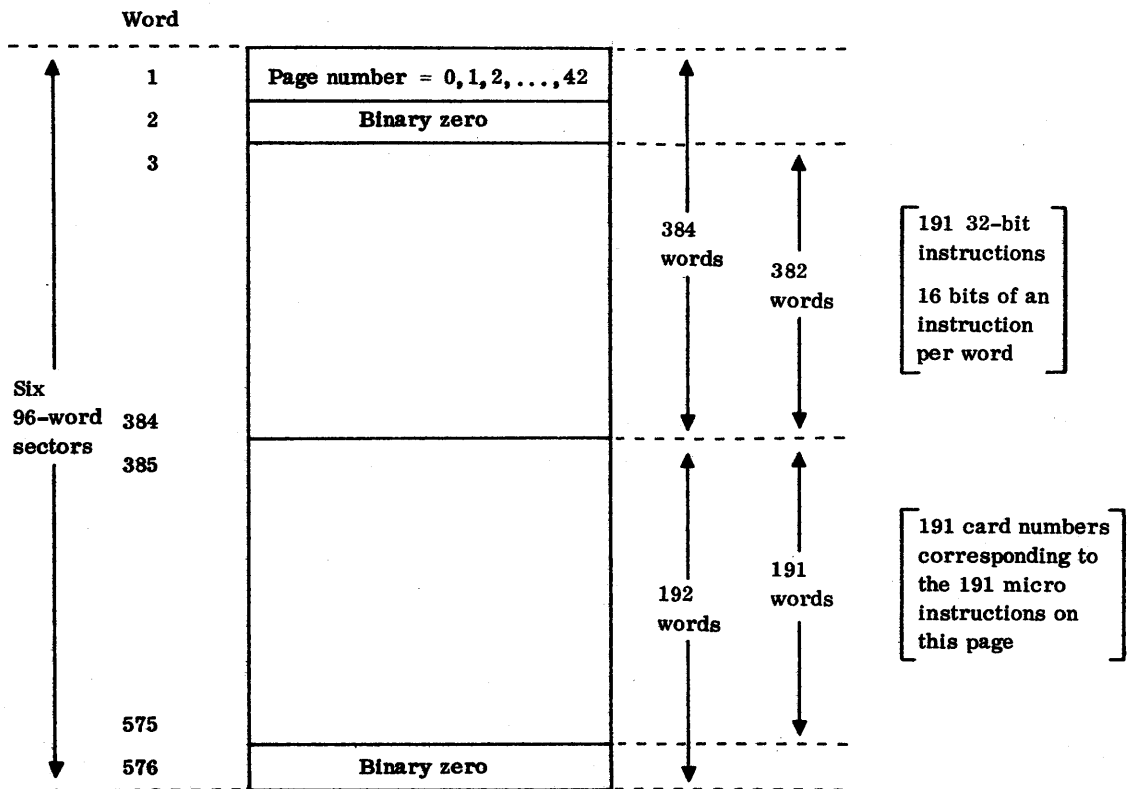 Word
1
Page number = 0, 1, 2, . . . , 42
2
Binary zero
3
384
words
382
words
191 32-bit
instructions
16 bits of an
instruction
per word
Six
96-word
sectors
384
385
192
words
191
words
191 card numbers
corresponding to
the 191 micro
instructions on
this page
575
576
Binary zero